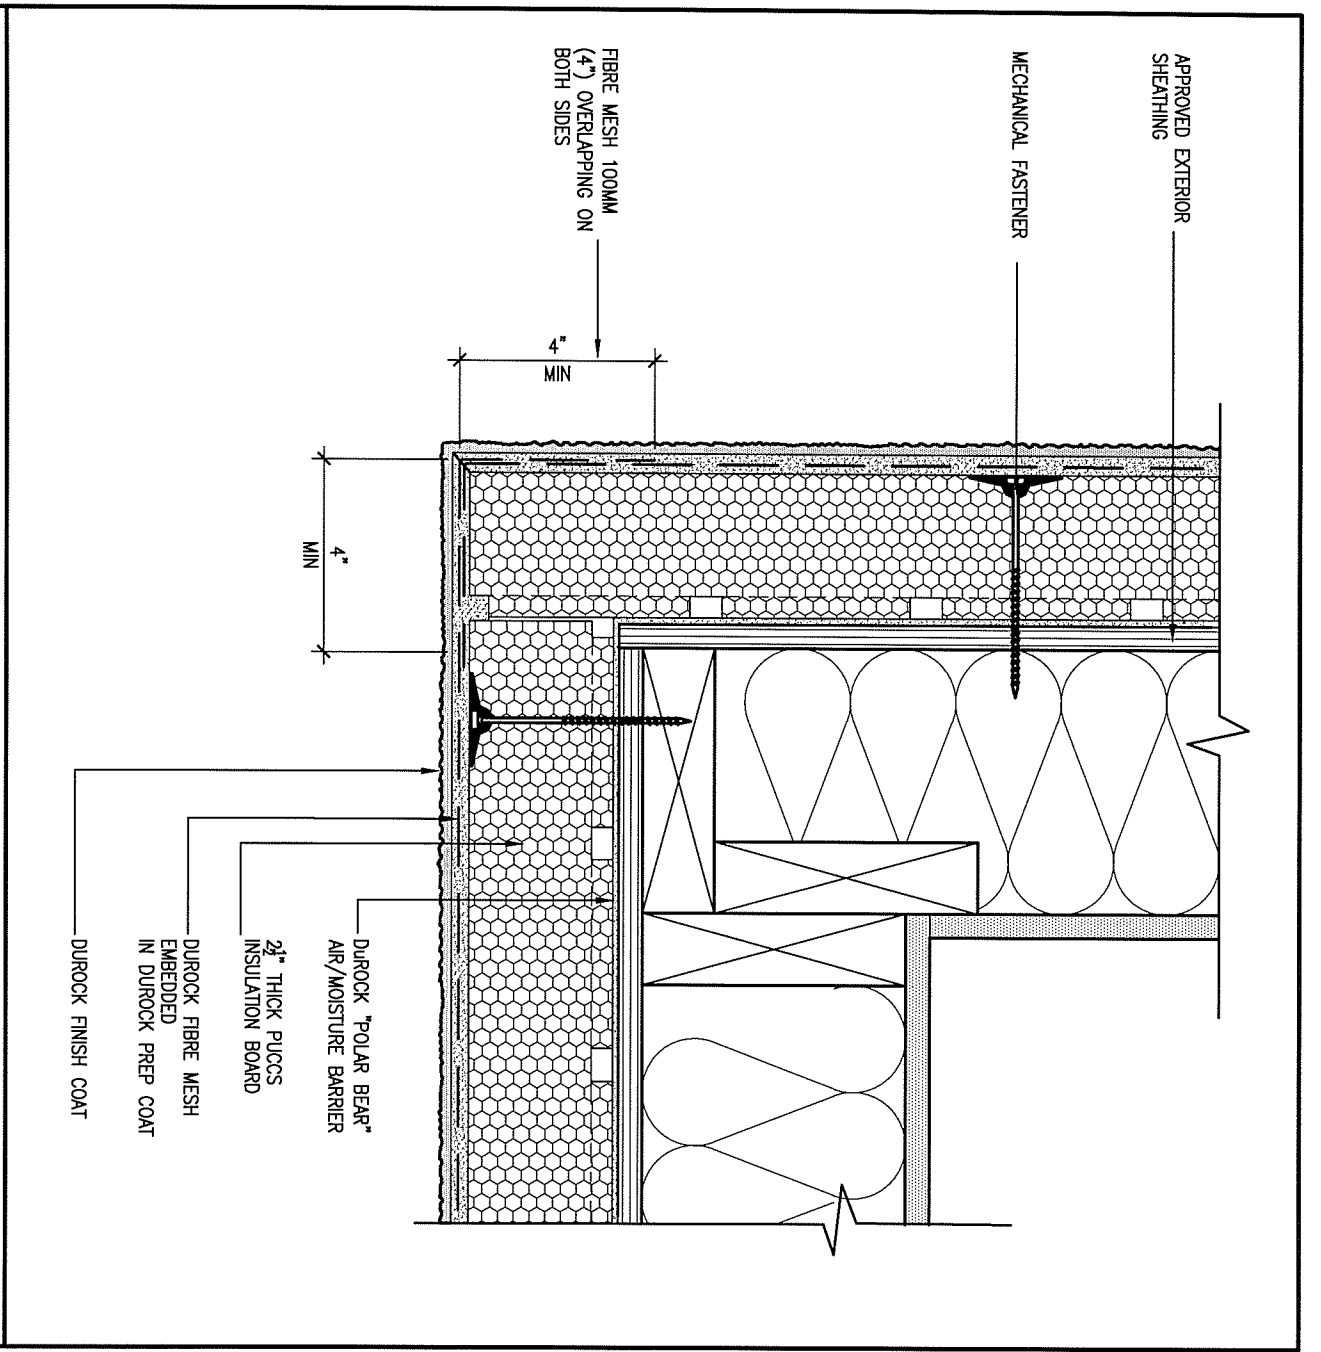 APPROVED EXTERIOR
SHEATHING
MECHANICAL FASTENER
FIBRE MESH 100MM
(4") OVERLAPPING ON
BOTH SIDES
4"
MIN
4"
MIN
DuROCK "POLAR BEAR"
AIR/MOISTURE BARRIER
2½" THICK PUCCS
INSULATION BOARD
DUROCK FIBRE MESH
EMBEDDED
IN DUROCK PREP COAT
DUROCK FINISH COAT